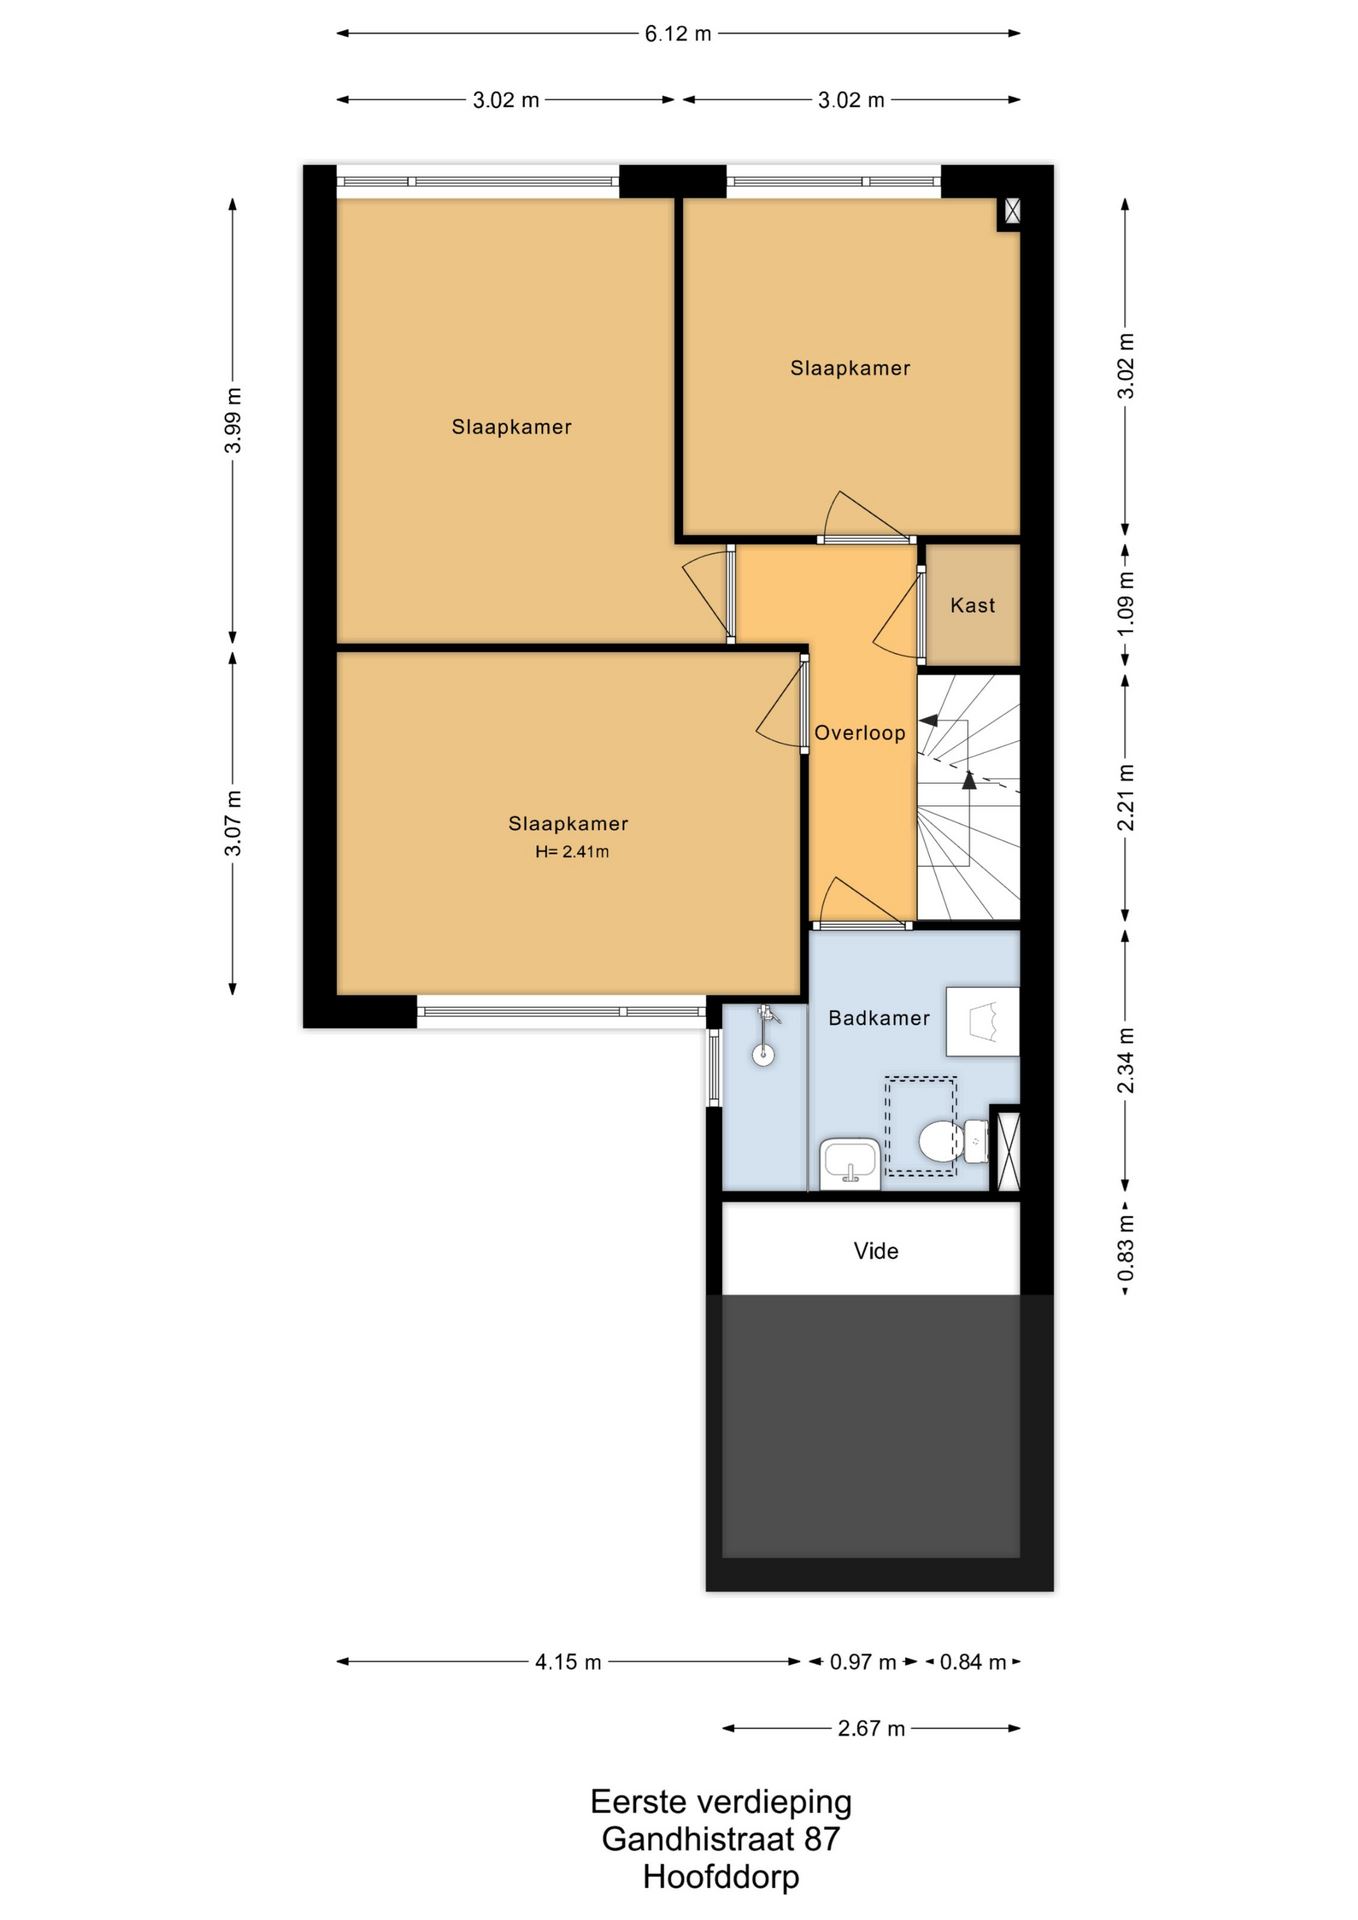 6.12 m
3.02 m
3.02 m
3.99 m
3.02 m
Slaapkamer
Slaapkamer
1.09 m
Kast
Overloop
2.21 m
3.07 m
Slaapkamer
H= 2.41m
Badkamer
2.34 m
0.83 m
Vide
4.15 m
0.97 m
0.84 m
2.67 m
Eerste verdieping
Gandhistraat 87
Hoofddorp